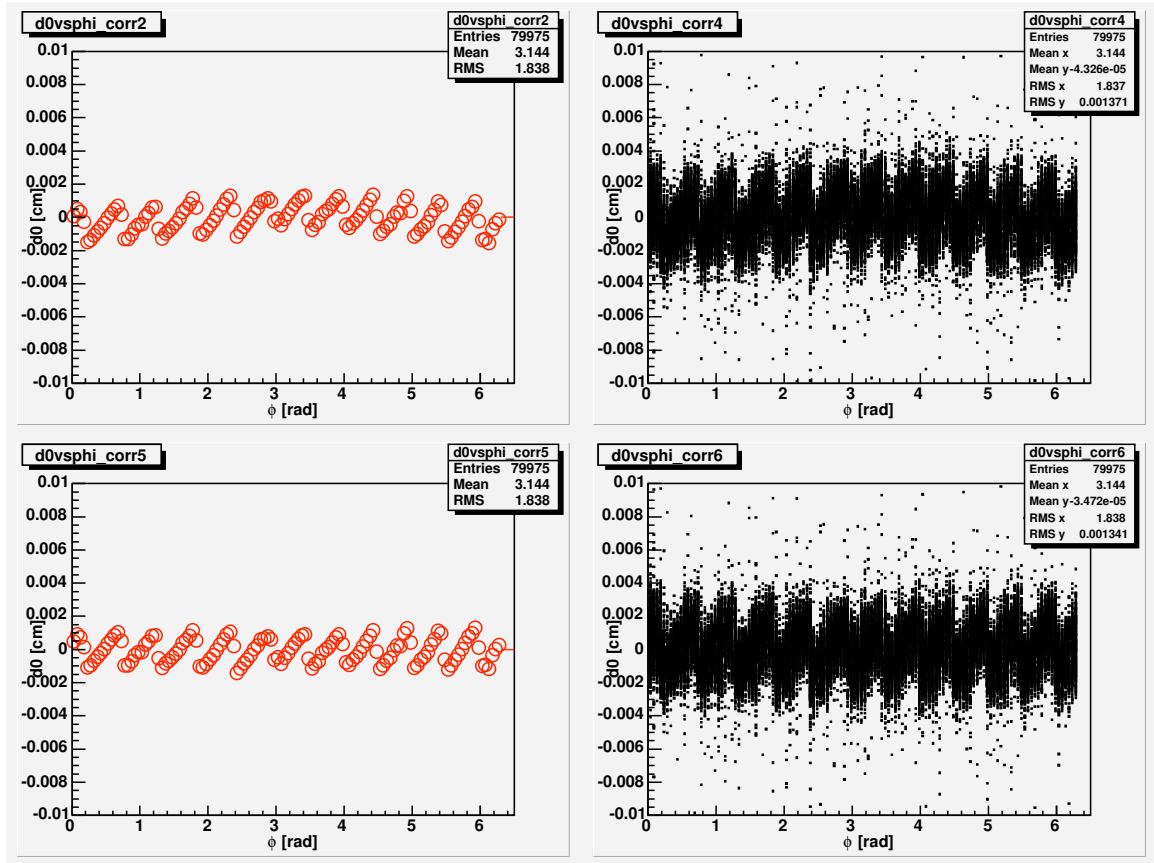 d0vsphi_corr2
d0vsphi_corr2
Entries 79975
Mean 3.144
RMS 1.838
0.01
0.008
0.006
0.004
0.002
0
-0.002
-0.004
-0.006
-0.008
-0.01
d0 [cm]
0 1 2 3 4 5 6
ϕ [rad]
d0vsphi_corr4
d0vsphi_corr4
Entries 79975
Mean x 3.144
Mean y-4.326e-05
RMS x 1.837
RMS y 0.001371
0.01
0.008
0.006
0.004
0.002
0
-0.002
-0.004
-0.006
-0.008
-0.01
d0 [cm]
0 1 2 3 4 5 6
ϕ [rad]
d0vsphi_corr5
d0vsphi_corr5
Entries 79975
Mean 3.144
RMS 1.838
0.01
0.008
0.006
0.004
0.002
0
-0.002
-0.004
-0.006
-0.008
-0.01
d0 [cm]
0 1 2 3 4 5 6
ϕ [rad]
d0vsphi_corr6
d0vsphi_corr6
Entries 79975
Mean x 3.144
Mean y-3.472e-05
RMS x 1.838
RMS y 0.001341
0.01
0.008
0.006
0.004
0.002
0
-0.002
-0.004
-0.006
-0.008
-0.01
d0 [cm]
0 1 2 3 4 5 6
ϕ [rad]